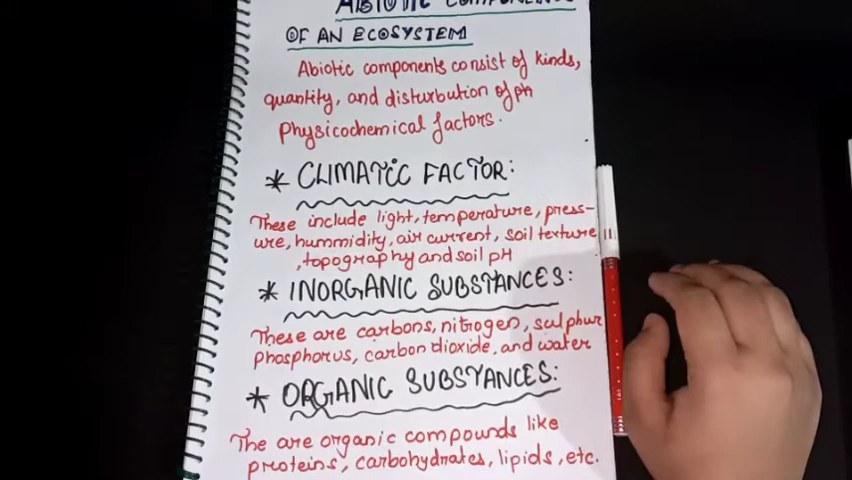 ABIOTIC COMPONENTS
OF AN ECOSYSTEM
Abiotic components consist of kinds,
quantity, and disturbution of ph
physicochemical factors.
* CLIMATIC FACTOR:
These include light, temperature, press-
ure, hummidity, air current, soil texture
, topography and soil pH
* INORGANIC SUBSTANCES:
These are carbons, nitrogen, sulphur
phosphorus, carbon dioxide, and water
* ORGANIC SUBSTANCES:
The are organic compounds like
proteins, carbohydrates, lipids, etc.